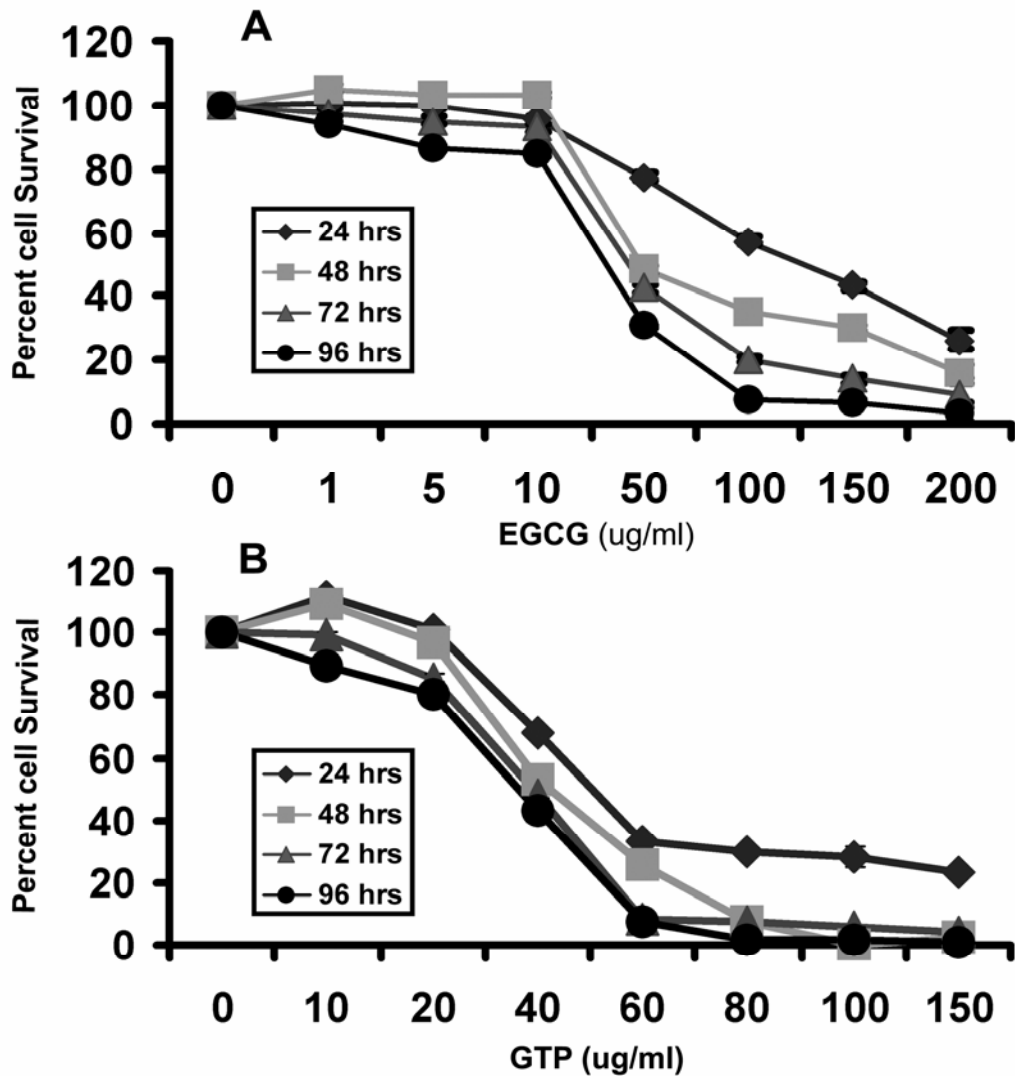 A
Percent cell Survival
120
100
80
60
40
20
0
24 hrs
48 hrs
72 hrs
96 hrs
0 1 5 10 50 100 150 200
EGCG (ug/ml)
B
Percent cell Survival
120
100
80
60
40
20
0
24 hrs
48 hrs
72 hrs
96 hrs
0 10 20 40 60 80 100 150
GTP (ug/ml)